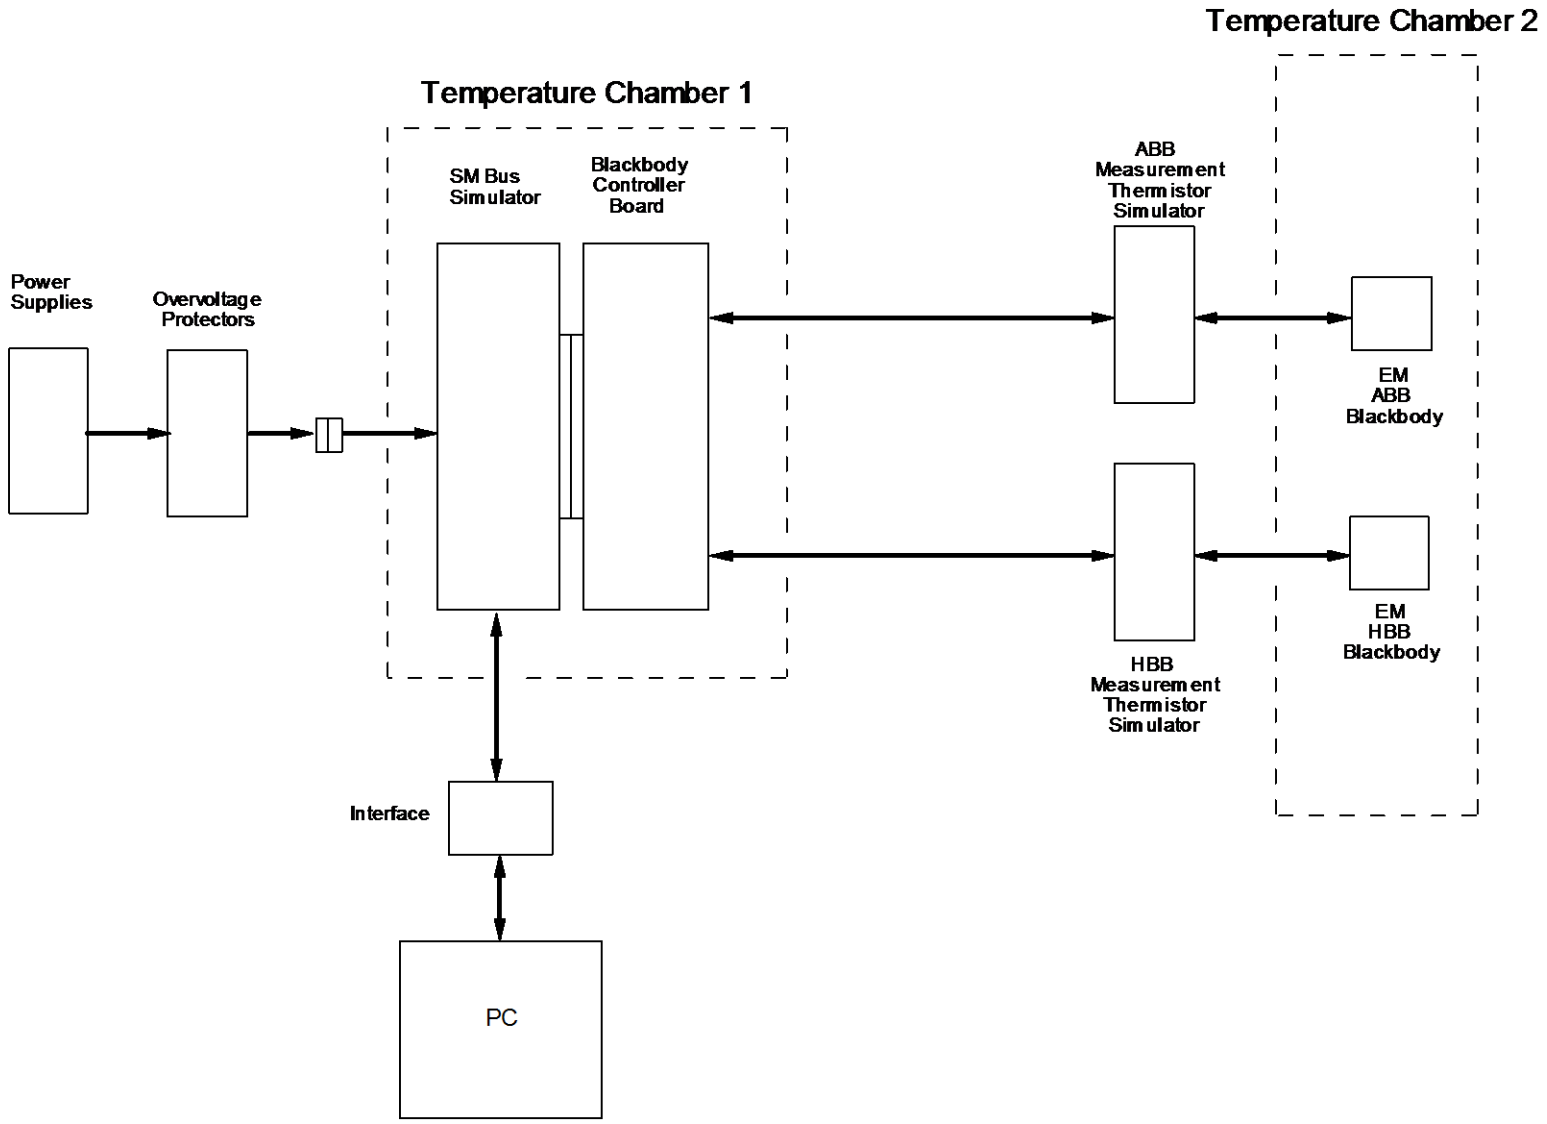 Temperature Chamber 2
Temperature Chamber 1
ABB
Measurement
Thermistor
Simulator
SM Bus
Simulator
Blackbody
Controller
Board
Power
Supplies
Overvoltage
Protectors
EM
ABB
Blackbody
EM
HBB
Blackbody
HBB
Measurement
Thermistor
Simulator
Interface
PC